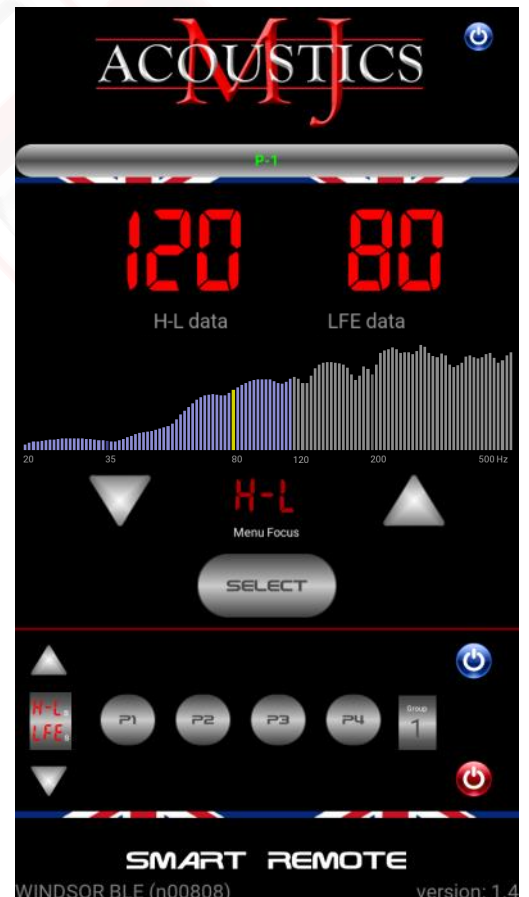 MJ
ACOUSTICS
P-1
120 80
H-L data LFE data
20 35 80 120 200 500 Hz
H-L
Menu Focus
SELECT
H-L
LFE
P1 P2 P3 P4
Group
1
SMART REMOTE
WINDSOR BLE (n00808) version: 1.4